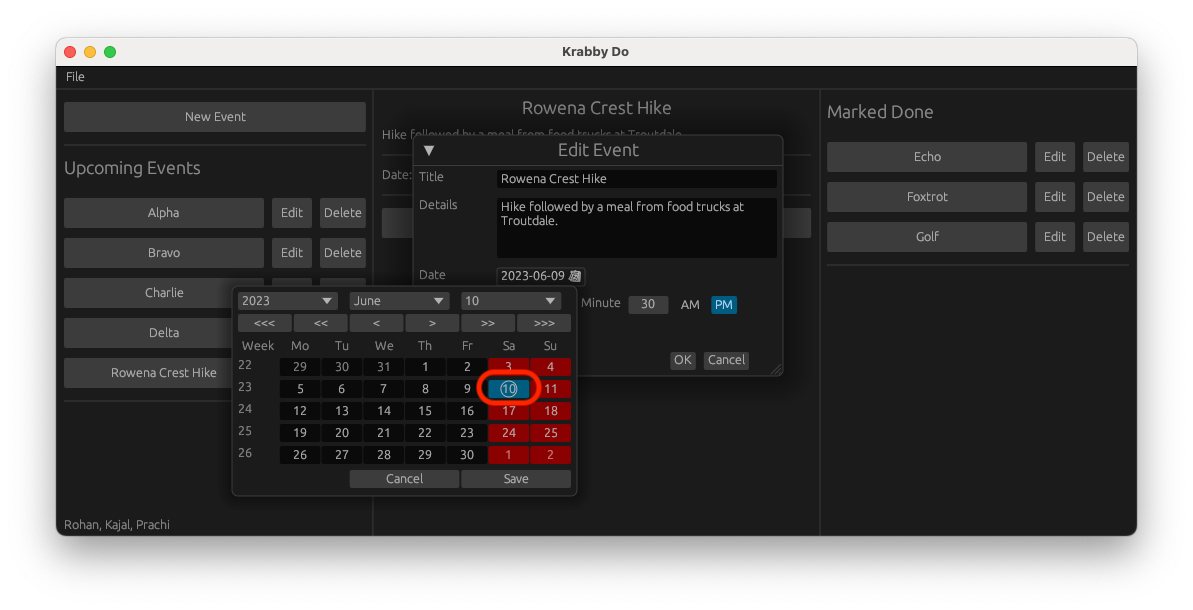 Krabby Do
File
New Event
Upcoming Events
Alpha Edit Delete
Bravo Edit Delete
Charlie
Delta
Rowena Crest Hike
Rohan, Kajal, Prachi
Rowena Crest Hike
Hike followed by a meal from food trucks at Troutdale.
Date:
Edit Event
Title Rowena Crest Hike
Details Hike followed by a meal from food trucks at
Troutdale.
Date 2023-06-09
Minute 30 AM PM
OK Cancel
2023 June 10
<<< << < > >> >>>
Week Mo Tu We Th Fr Sa Su
22 29 30 31 1 2 3 4
23 5 6 7 8 9 10 11
24 12 13 14 15 16 17 18
25 19 20 21 22 23 24 25
26 26 27 28 29 30 1 2
Cancel Save
Marked Done
Echo Edit Delete
Foxtrot Edit Delete
Golf Edit Delete